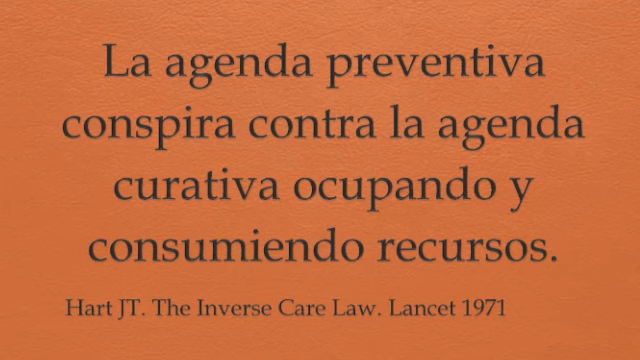 La agenda preventiva
conspira contra la agenda
curativa ocupando y
consumiendo recursos.
Hart JT. The Inverse Care Law. Lancet 1971